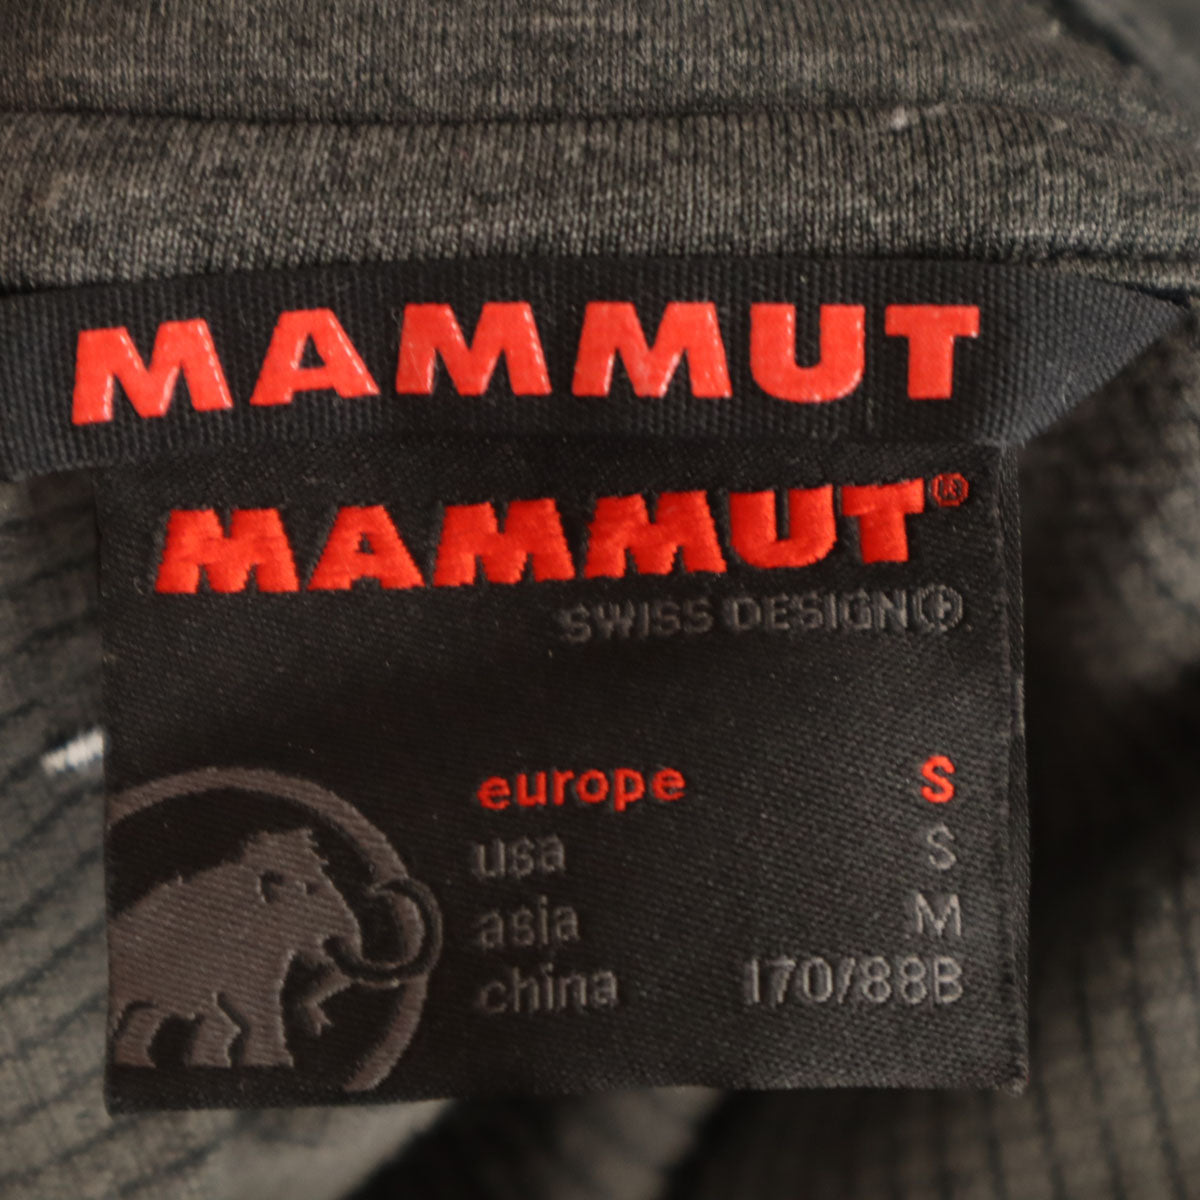 MAMMUT
MAMMUT®
SWISS DESIGN
europe S
usa S
asia M
china 170/88B